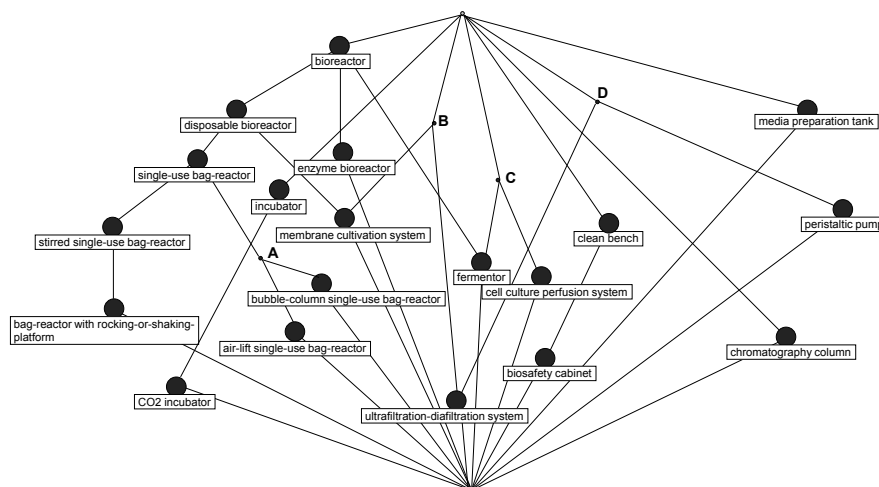 bioreactor
D
media preparation tank
B
disposable bioreactor
enzyme bioreactor
single-use bag-reactor
C
incubator
peristaltic pump
stirred single-use bag-reactor
membrane cultivation system
clean bench
A
fermentor
cell culture perfusion system
bubble-column single-use bag-reactor
bag-reactor with rocking-or-shaking-
platform
air-lift single-use bag-reactor
chromatography column
biosafety cabinet
CO2 incubator
ultrafiltration-diafiltration system